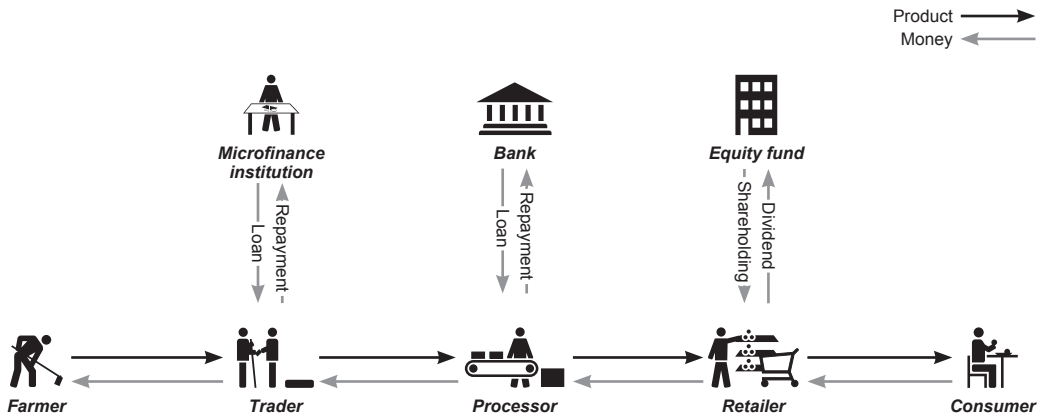 Product
Money
Microfinance
institution
Bank
Equity fund
Loan
Repayment
Loan
Repayment
Shareholding
Dividend
Farmer
Trader
Processor
Retailer
Consumer